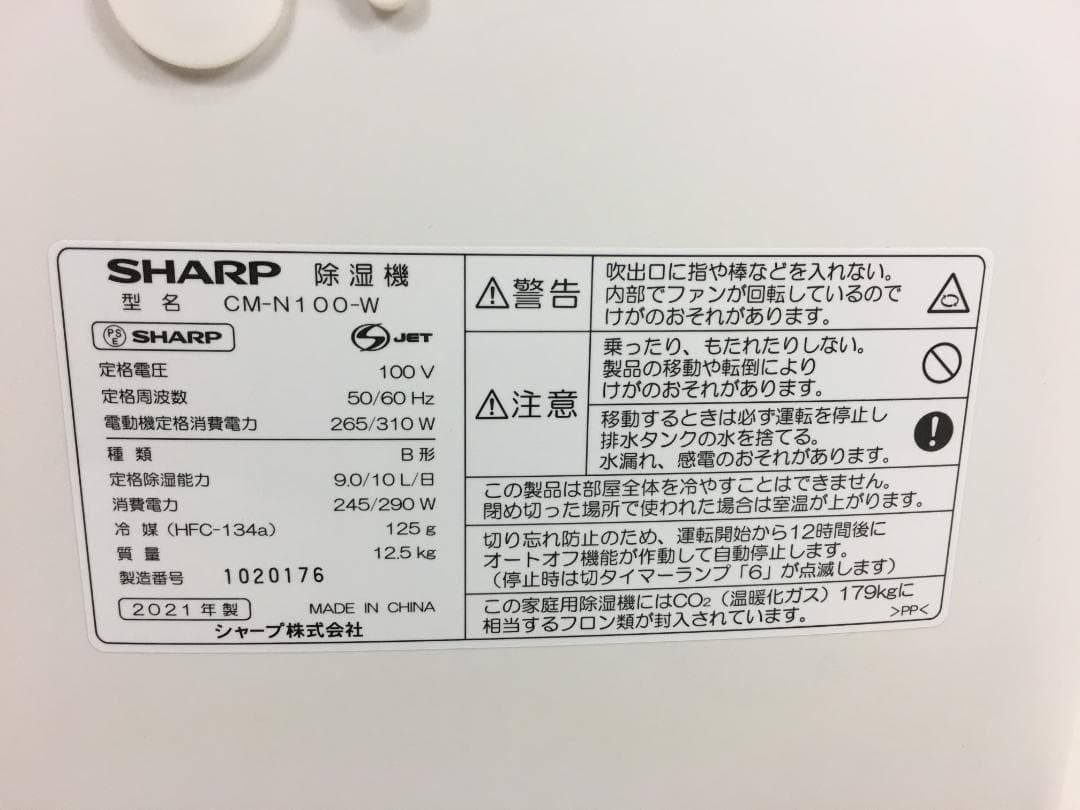 SHARP 除湿機
型名 CM-N100-W
PSE SHARP S JET
定格電圧 100 V
定格周波数 50/60 Hz
電動機定格消費電力 265/310 W
種類 B形
定格除湿能力 9.0/10 L/日
消費電力 245/290 W
冷媒(HFC-134a) 125 g
質量 12.5 kg
製造番号 1020176
2021年製 MADE IN CHINA
シャープ株式会社
警告
吹出口に指や棒などを入れない。
内部でファンが回転しているので
けがのおそれがあります。
注意
乗ったり、もたれたりしない。
製品の移動や転倒により
けがのおそれがあります。
移動するときは必ず運転を停止し
排水タンクの水を捨てる。
水漏れ、感電のおそれがあります。
この製品は部屋全体を冷やすことはできません。
閉め切った場所で使われた場合は室温が上がります。
切り忘れ防止のため、運転開始から12時間後に
オートオフ機能が作動して自動停止します。
(停止時は切タイマーランプ「6」が点滅します)
この家庭用除湿機にはCO₂(温暖化ガス)179kgに
相当するフロン類が封入されています。
>PP<